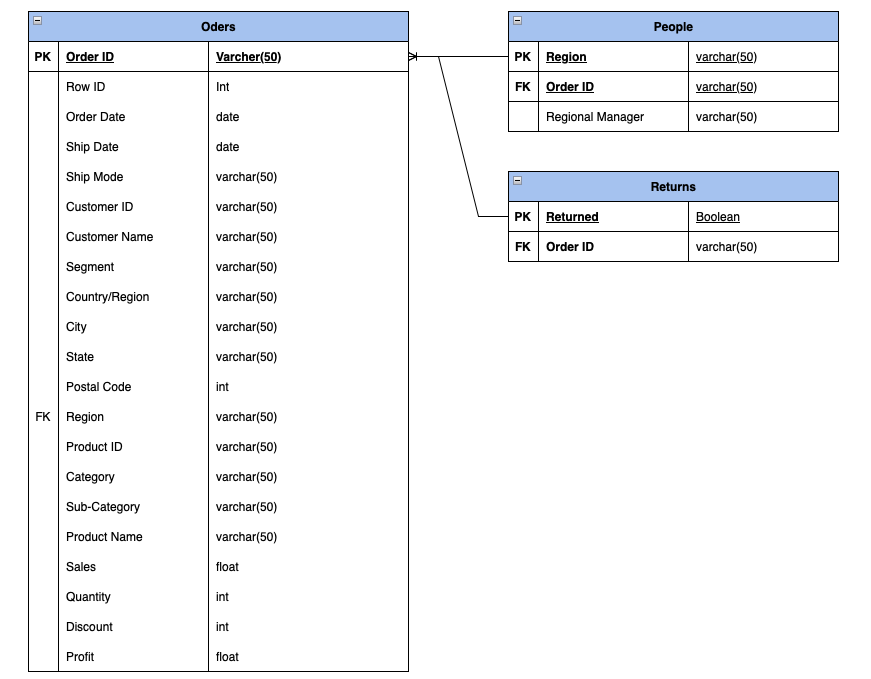 Oders
PK Order ID Varcher(50)
Row ID Int
Order Date date
Ship Date date
Ship Mode varchar(50)
Customer ID varchar(50)
Customer Name varchar(50)
Segment varchar(50)
Country/Region varchar(50)
City varchar(50)
State varchar(50)
Postal Code int
FK Region varchar(50)
Product ID varchar(50)
Category varchar(50)
Sub-Category varchar(50)
Product Name varchar(50)
Sales float
Quantity int
Discount int
Profit float
People
PK Region varchar(50)
FK Order ID varchar(50)
Regional Manager varchar(50)
Returns
PK Returned Boolean
FK Order ID varchar(50)